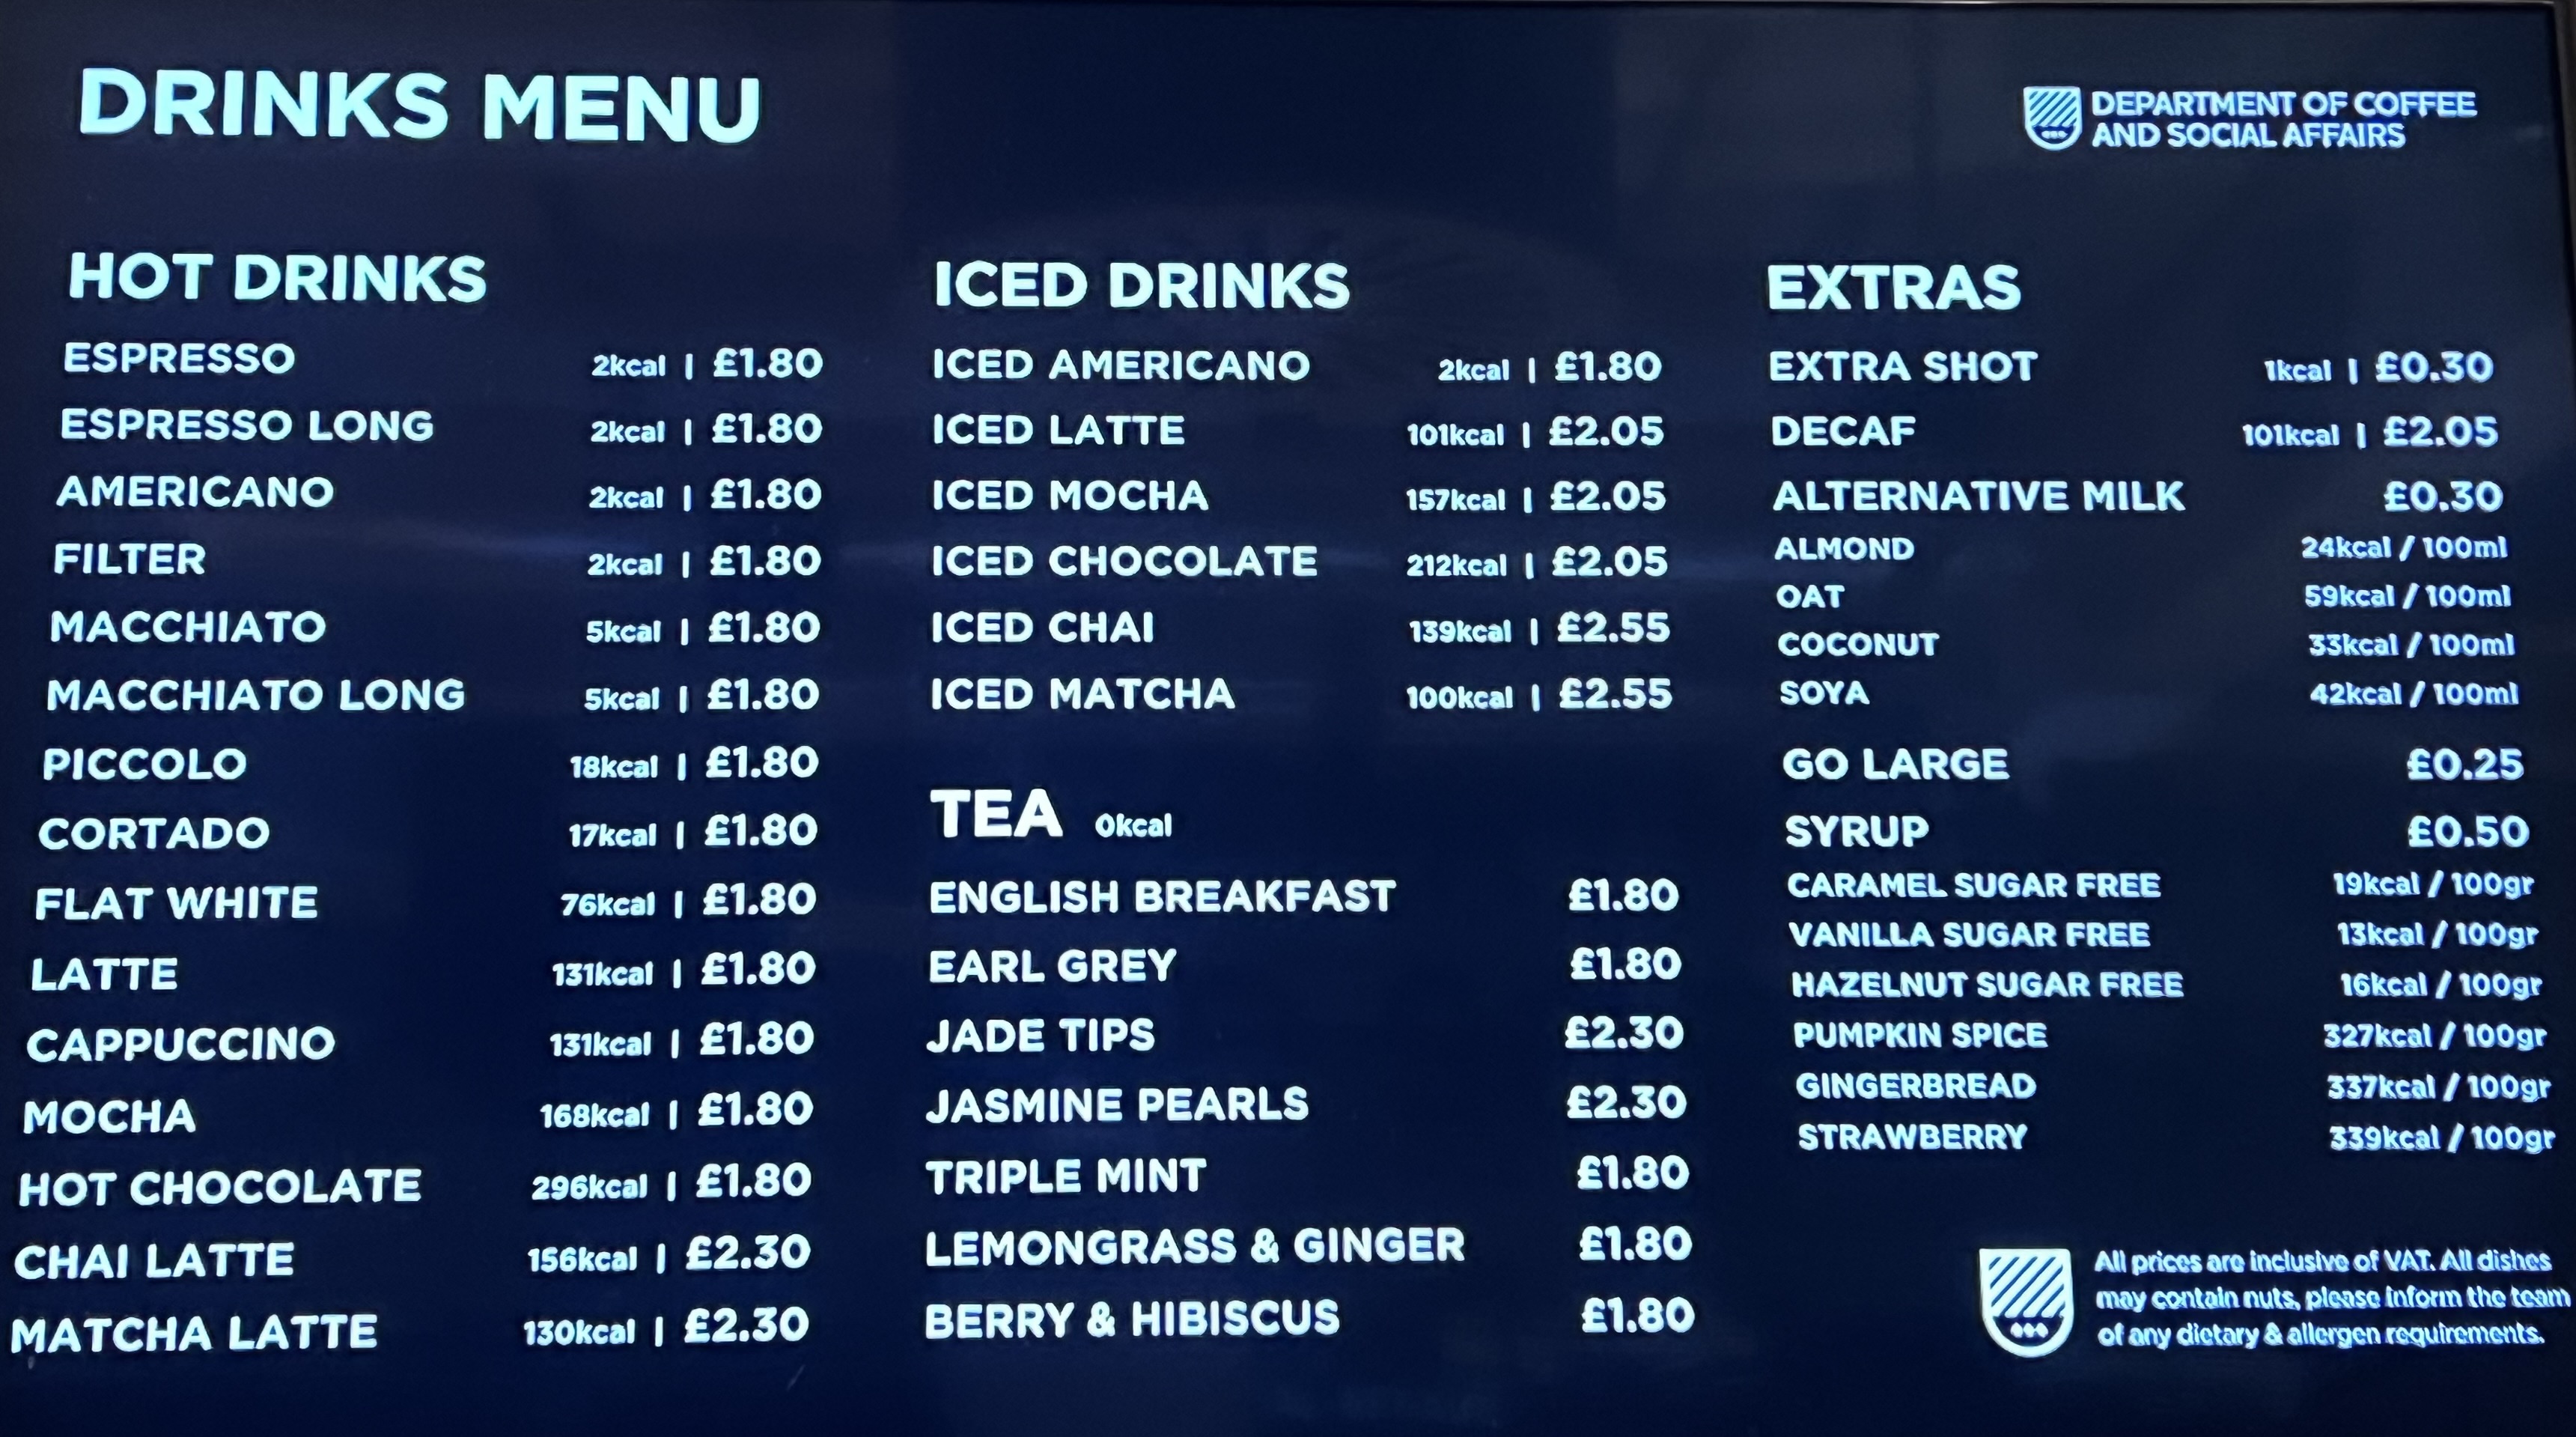 DRINKS MENU
DEPARTMENT OF COFFEE
AND SOCIAL AFFAIRS
HOT DRINKS
ESPRESSO 2kcal | £1.80
ESPRESSO LONG 2kcal | £1.80
AMERICANO 2kcal | £1.80
FILTER 2kcal | £1.80
MACCHIATO 5kcal | £1.80
MACCHIATO LONG 5kcal | £1.80
PICCOLO 18kcal | £1.80
CORTADO 17kcal | £1.80
FLAT WHITE 76kcal | £1.80
LATTE 131kcal | £1.80
CAPPUCCINO 131kcal | £1.80
MOCHA 168kcal | £1.80
HOT CHOCOLATE 296kcal | £1.80
CHAI LATTE 156kcal | £2.30
MATCHA LATTE 130kcal | £2.30
ICED DRINKS
ICED AMERICANO 2kcal | £1.80
ICED LATTE 101kcal | £2.05
ICED MOCHA 157kcal | £2.05
ICED CHOCOLATE 212kcal | £2.05
ICED CHAI 139kcal | £2.55
ICED MATCHA 100kcal | £2.55
TEA 0kcal
ENGLISH BREAKFAST £1.80
EARL GREY £1.80
JADE TIPS £2.30
JASMINE PEARLS £2.30
TRIPLE MINT £1.80
LEMONGRASS & GINGER £1.80
BERRY & HIBISCUS £1.80
EXTRAS
EXTRA SHOT 1kcal | £0.30
DECAF 101kcal | £2.05
ALTERNATIVE MILK £0.30
ALMOND 24kcal / 100ml
OAT 59kcal / 100ml
COCONUT 33kcal / 100ml
SOYA 42kcal / 100ml
GO LARGE £0.25
SYRUP £0.50
CARAMEL SUGAR FREE 19kcal / 100gr
VANILLA SUGAR FREE 13kcal / 100gr
HAZELNUT SUGAR FREE 16kcal / 100gr
PUMPKIN SPICE 327kcal / 100gr
GINGERBREAD 337kcal / 100gr
STRAWBERRY 339kcal / 100gr
All prices are inclusive of VAT. All dishes
may contain nuts, please inform the team
of any dietary & allergen requirements.